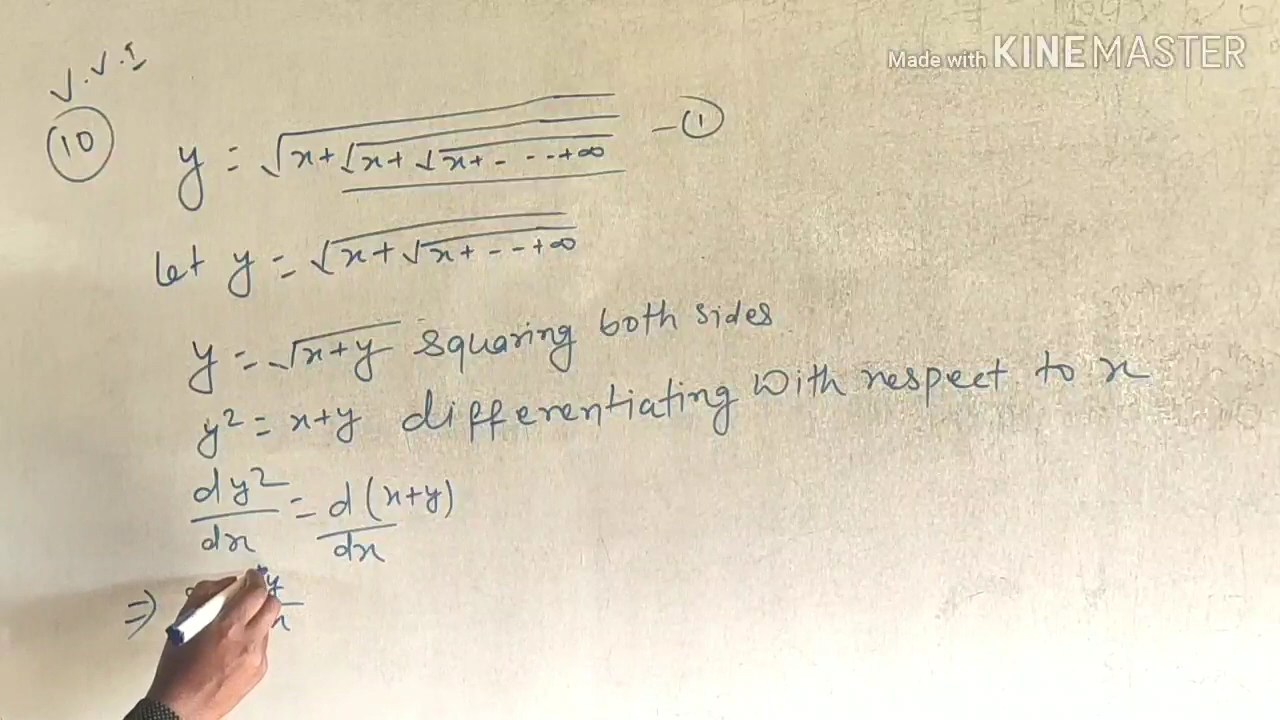 Made with KINEMASTER
V.V.I
10 y = √x+√x+√x+- - -+∞ -①
Let y = √x+√x+ - -+∞
y = √x+y squaring both sides
y² = x+y differentiating with respect to x
dy²/dx = d(x+y)/dx
⇒